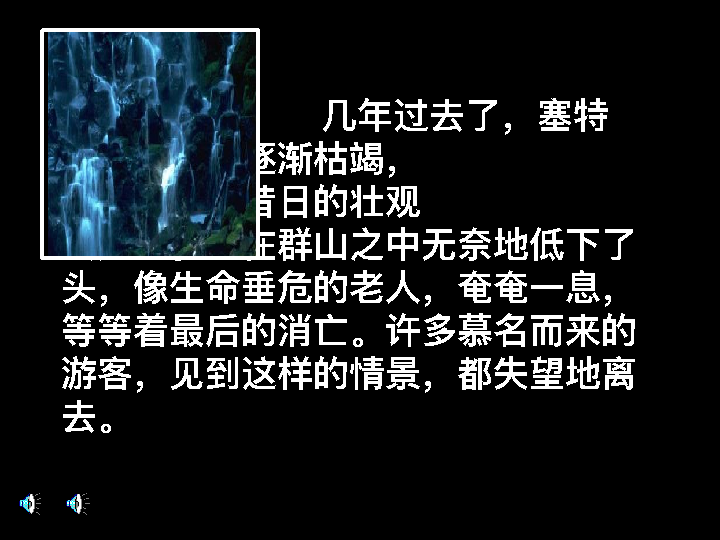 几年过去了，塞特
逐渐枯竭，
昔日的壮观
在群山之中无奈地低下了
头，像生命垂危的老人，奄奄一息，
等等着最后的消亡。许多慕名而来的
游客，见到这样的情景，都失望地离
去。